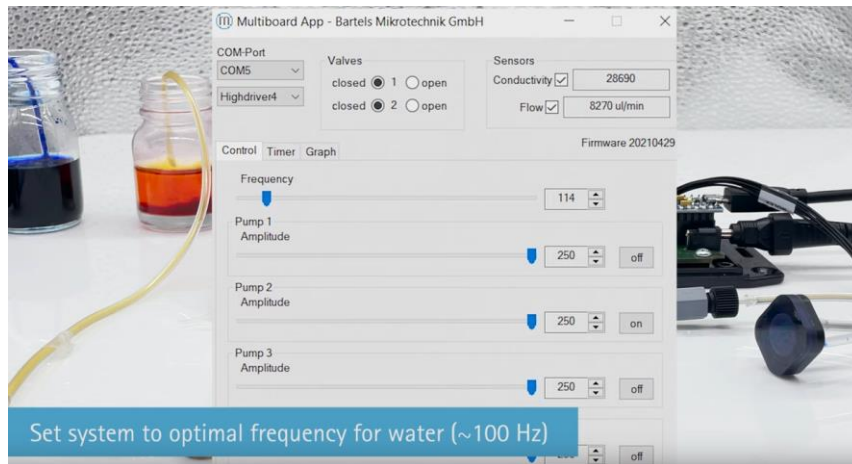 Multiboard App - Bartels Mikrotechnik GmbH
COM-Port
COM5
Highdriver4
Valves
closed 1 open
closed 2 open
Sensors
Conductivity 28690
Flow 8270 ul/min
Firmware 20210429
Control Timer Graph
Frequency
114
Pump 1
Amplitude
250 off
Pump 2
Amplitude
250 on
Pump 3
Amplitude
250 off
Set system to optimal frequency for water (~100 Hz)
off